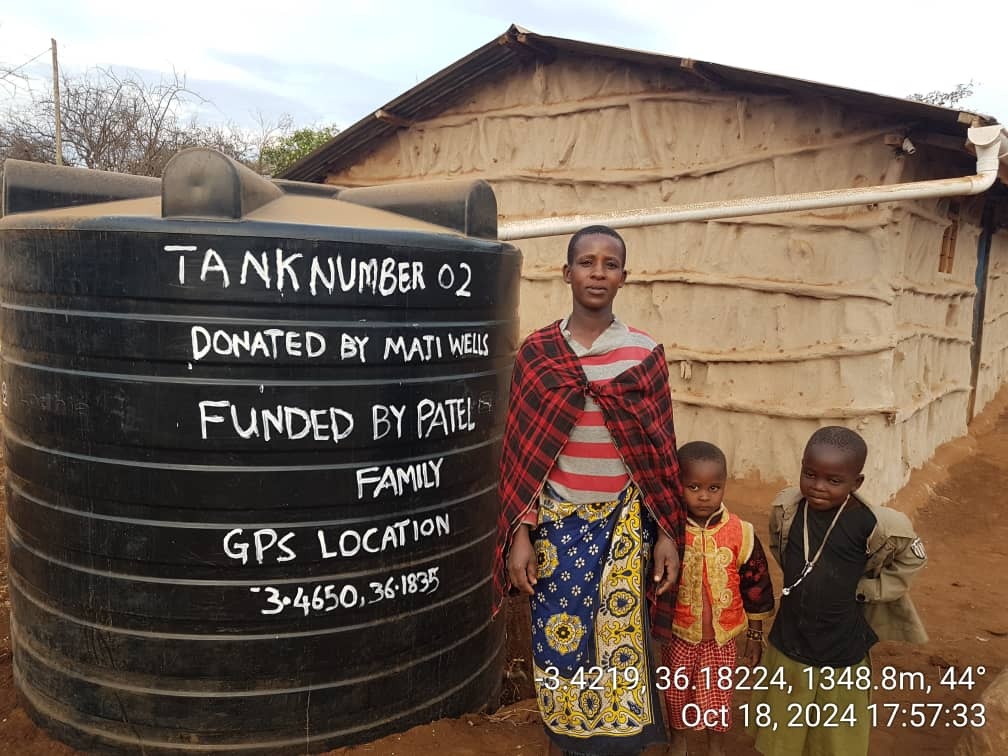 TANK NUMBER 02
DONATED BY MAJI WELLS
FUNDED BY PATEL
FAMILY
GPS LOCATION
-3.4650, 36.1835
-3.4219, 36.18224, 1348.8m, 44°
Oct 18, 2024 17:57:33